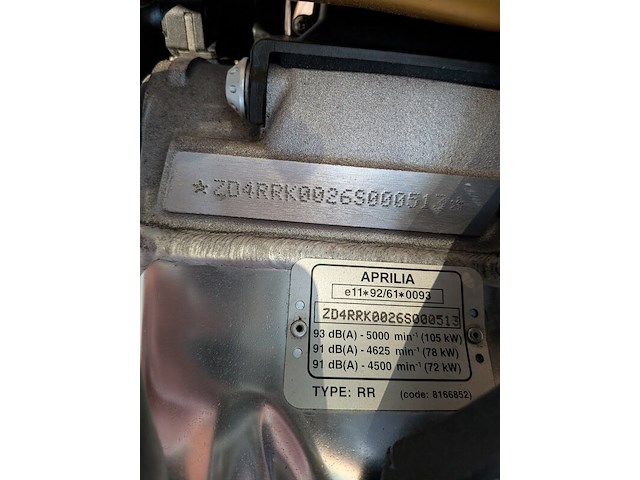 ☆ZD4RRK0026S000513☆
APRILIA
e11*92/61*0093
ZD4RRK0026S000513
93 dB(A) - 5000 min⁻¹ (105 kW)
91 dB(A) - 4625 min⁻¹ (78 kW)
91 dB(A) - 4500 min⁻¹ (72 kW)
TYPE: RR (code: 8166852)